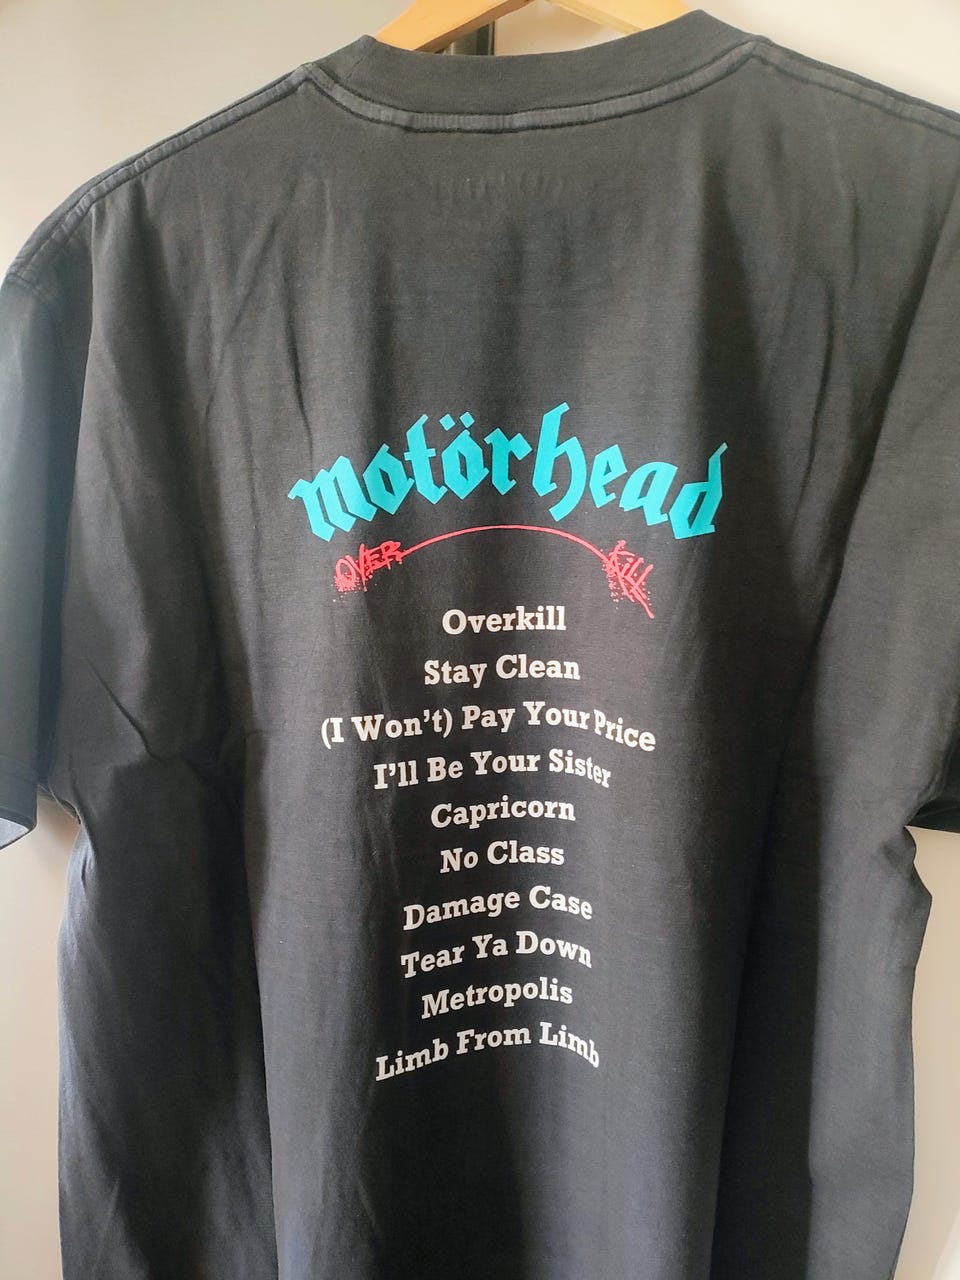 motörhead
OVER Kill
Overkill
Stay Clean
(I Won't) Pay Your Price
I'll Be Your Sister
Capricorn
No Class
Damage Case
Tear Ya Down
Metropolis
Limb From Limb